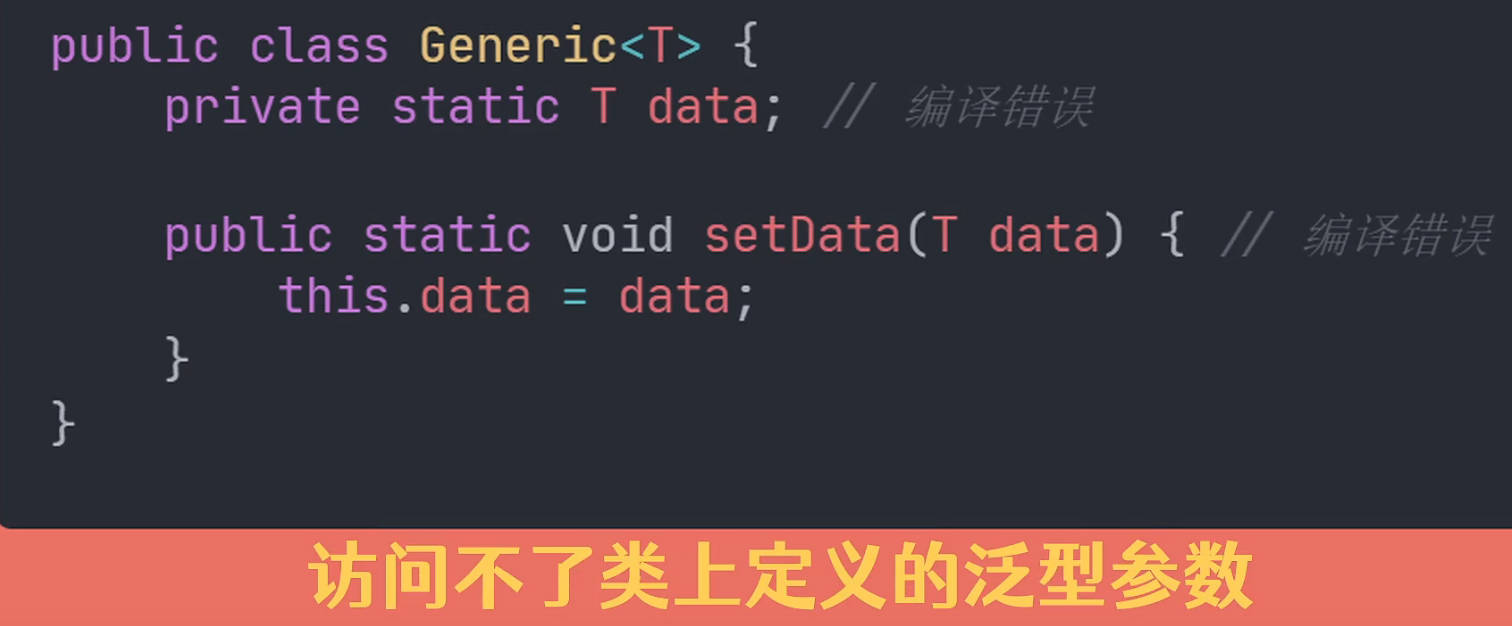 public class Generic<T> {
    private static T data; // 编译错误
    public static void setData(T data) { // 编译错误
        this.data = data;
    }
}
访问不了类上定义的泛型参数